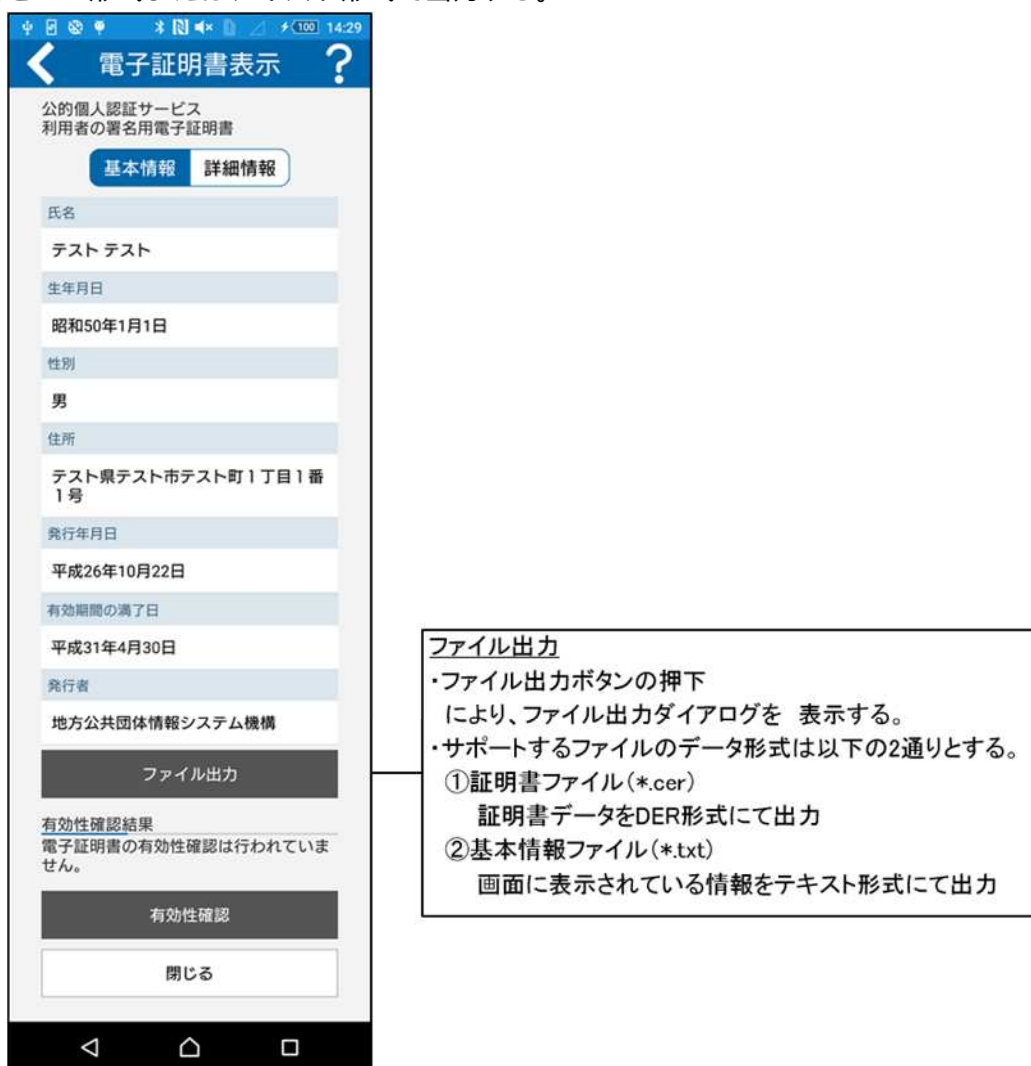 100 14:29
電子証明書表示 ?
公的個人認証サービス
利用者の署名用電子証明書
基本情報 詳細情報
氏名
テスト テスト
生年月日
昭和50年1月1日
性別
男
住所
テスト県テスト市テスト町1丁目1番
1号
発行年月日
平成26年10月22日
有効期間の満了日
平成31年4月30日
発行者
地方公共団体情報システム機構
ファイル出力
有効性確認結果
電子証明書の有効性確認は行われていま
せん。
有効性確認
閉じる
ファイル出力
・ファイル出力ボタンの押下
により、ファイル出力ダイアログを 表示する。
・サポートするファイルのデータ形式は以下の2通りとする。
①証明書ファイル(*.cer)
証明書データをDER形式にて出力
②基本情報ファイル(*.txt)
画面に表示されている情報をテキスト形式にて出力